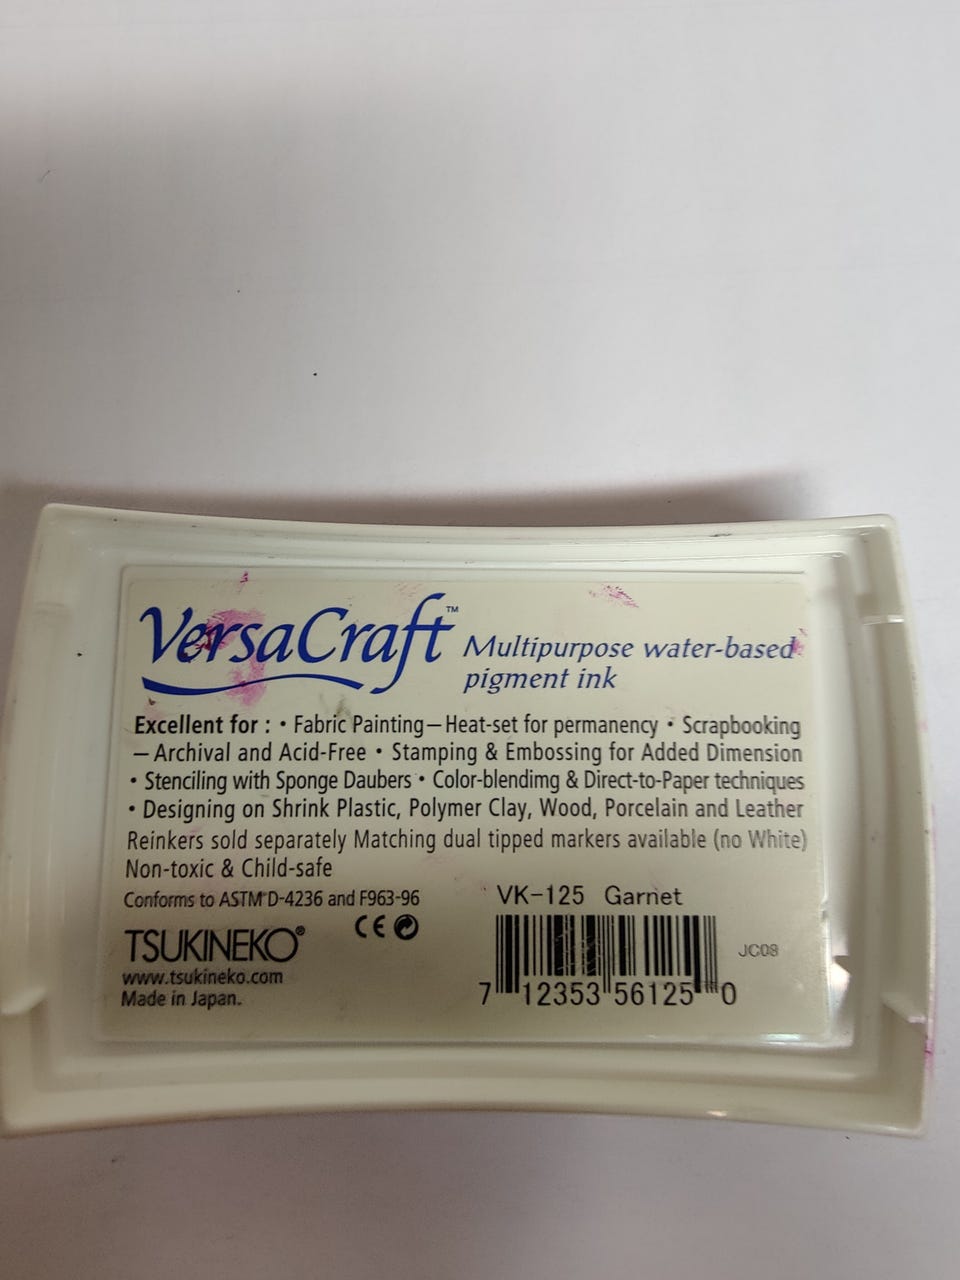 VersaCraft™ Multipurpose water-based
pigment ink
Excellent for : • Fabric Painting—Heat-set for permanency • Scrapbooking
— Archival and Acid-Free • Stamping & Embossing for Added Dimension
• Stenciling with Sponge Daubers • Color-blendimg & Direct-to-Paper techniques
• Designing on Shrink Plastic, Polymer Clay, Wood, Porcelain and Leather
Reinkers sold separately Matching dual tipped markers available (no White)
Non-toxic & Child-safe
Conforms to ASTM D-4236 and F963-96
CE
TSUKINEKO®
www.tsukineko.com
Made in Japan.
VK-125 Garnet
JC08
7 12353 56125 0